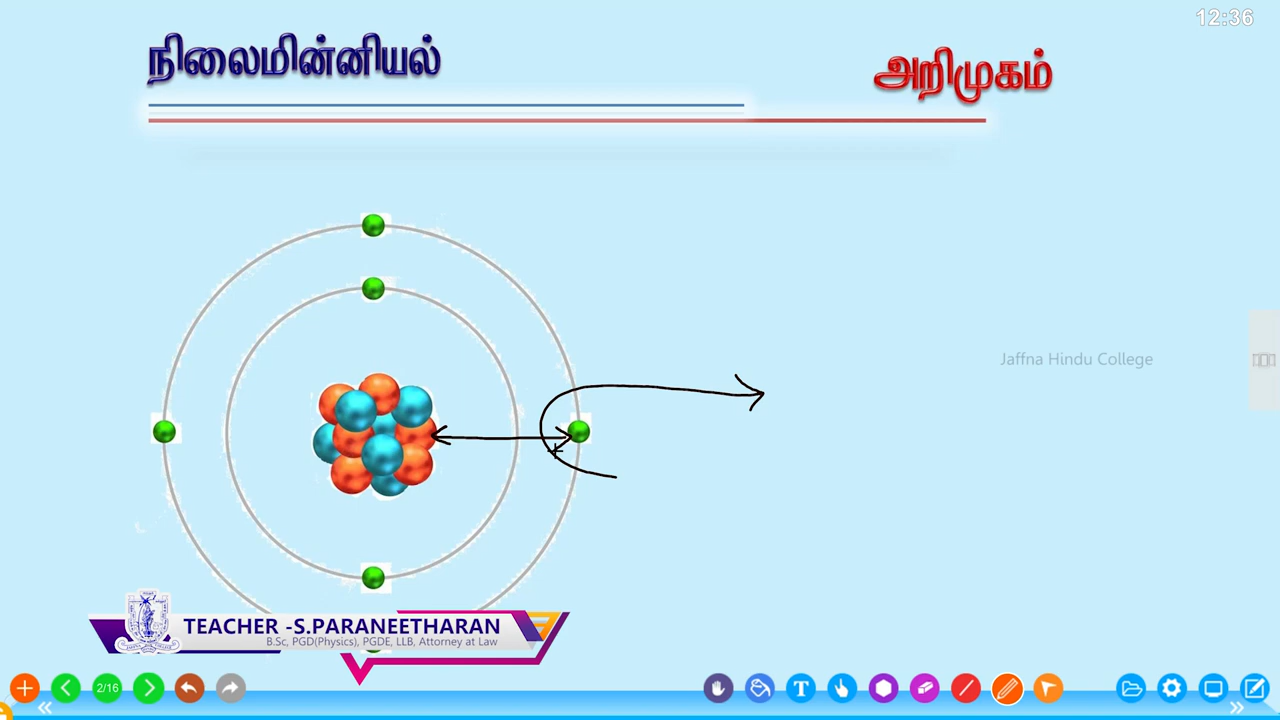 12:36
நிலைமின்னியல்
அறிமுகம்
Jaffna Hindu College
TEACHER -S.PARANEETHARAN
B.Sc, PGD(Physics), PGDE, LLB, Attorney at Law
2/16
T